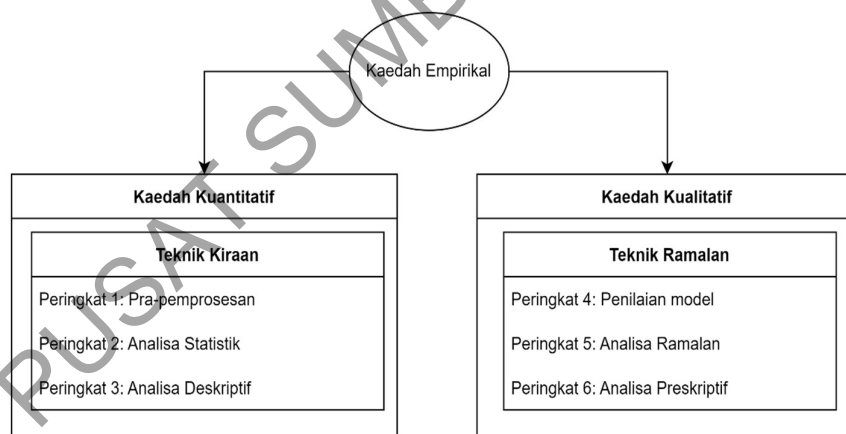 Kaedah Empirikal
Kaedah Kuantitatif
Teknik Kiraan
Peringkat 1: Pra-pemprosesan
Peringkat 2: Analisa Statistik
Peringkat 3: Analisa Deskriptif
Kaedah Kualitatif
Teknik Ramalan
Peringkat 4: Penilaian model
Peringkat 5: Analisa Ramalan
Peringkat 6: Analisa Preskriptif
PUSAT